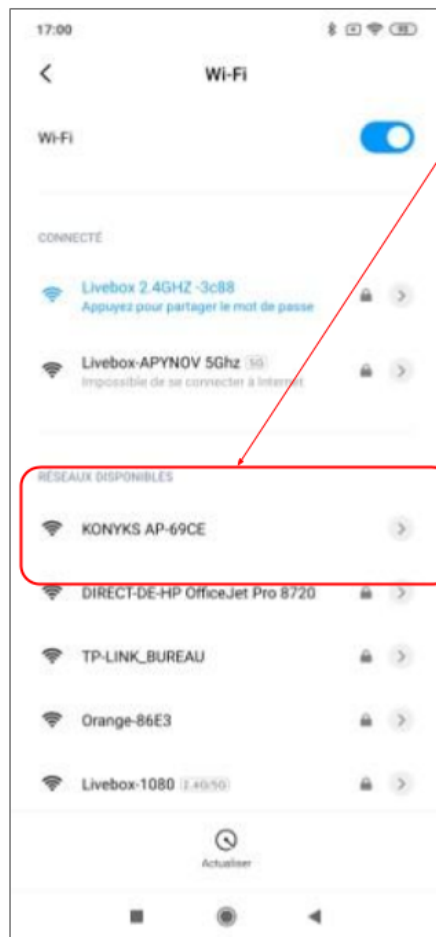 17:00
Wi-Fi
Wi-Fi
CONNECTÉ
Livebox 2.4GHZ -3c88
Appuyez pour partager le mot de passe
Livebox-APYNOV 5Ghz 5G
Impossible de se connecter à Internet
RÉSEAUX DISPONIBLES
KONYKS AP-69CE
DIRECT-DE-HP OfficeJet Pro 8720
TP-LINK_BUREAU
Orange-86E3
Livebox-1080 2.4G/5G
Actualiser